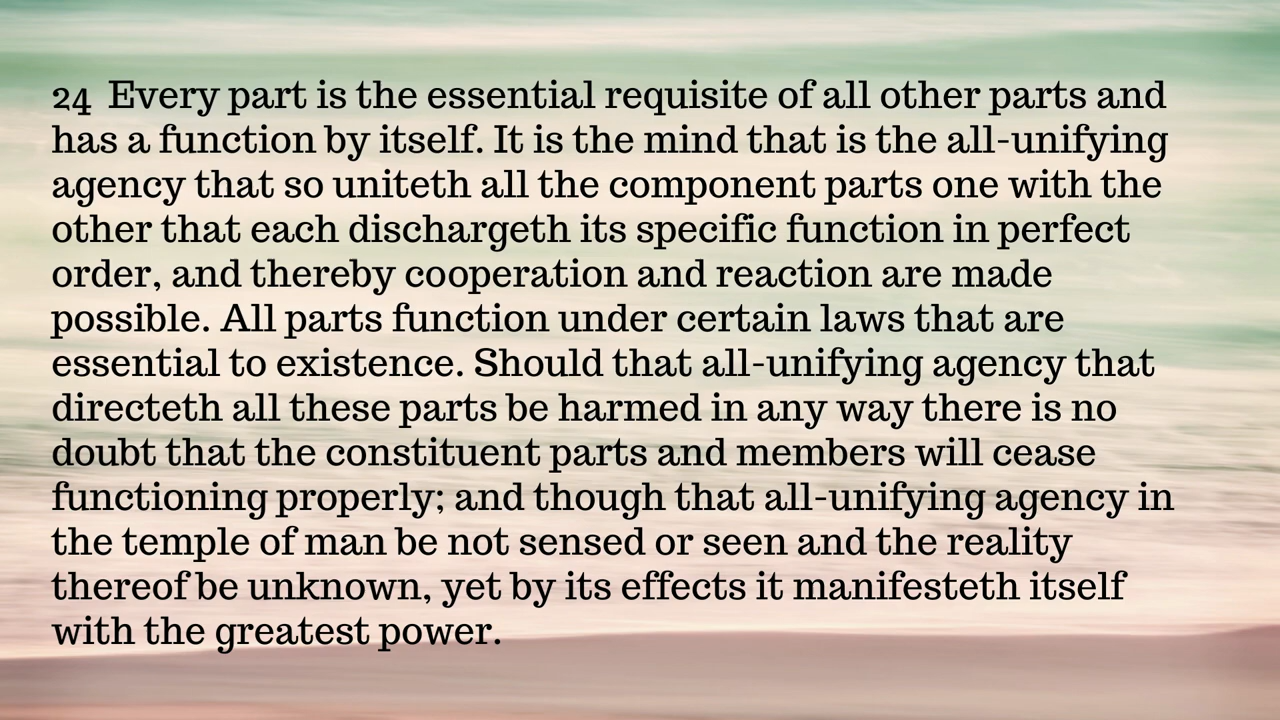 24 Every part is the essential requisite of all other parts and
has a function by itself. It is the mind that is the all-unifying
agency that so uniteth all the component parts one with the
other that each dischargeth its specific function in perfect
order, and thereby cooperation and reaction are made
possible. All parts function under certain laws that are
essential to existence. Should that all-unifying agency that
directeth all these parts be harmed in any way there is no
doubt that the constituent parts and members will cease
functioning properly; and though that all-unifying agency in
the temple of man be not sensed or seen and the reality
thereof be unknown, yet by its effects it manifesteth itself
with the greatest power.